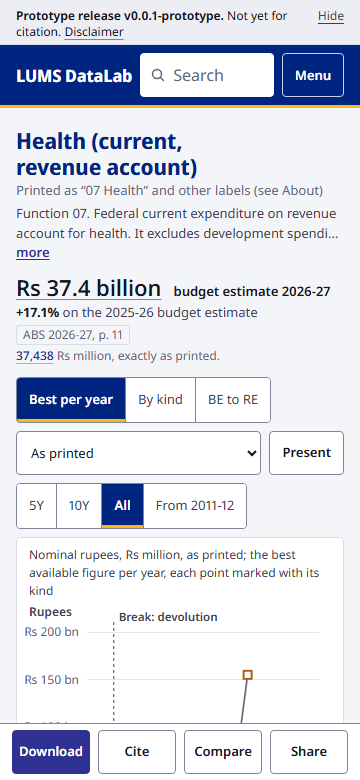 Prototype release v0.0.1-prototype. Not yet for citation. Disclaimer
Hide
LUMS DataLab
Search
Menu
Health (current, revenue account)
Printed as “07 Health” and other labels (see About)
Function 07. Federal current expenditure on revenue account for health. It excludes development spendi…
more
Rs 37.4 billion budget estimate 2026-27
+17.1% on the 2025-26 budget estimate
ABS 2026-27, p. 11
37,438 Rs million, exactly as printed.
Best per year
By kind
BE to RE
As printed
Present
5Y
10Y
All
From 2011-12
Nominal rupees, Rs million, as printed; the best available figure per year, each point marked with its kind
Rupees
Break: devolution
Rs 200 bn
Rs 150 bn
Download
Cite
Compare
Share